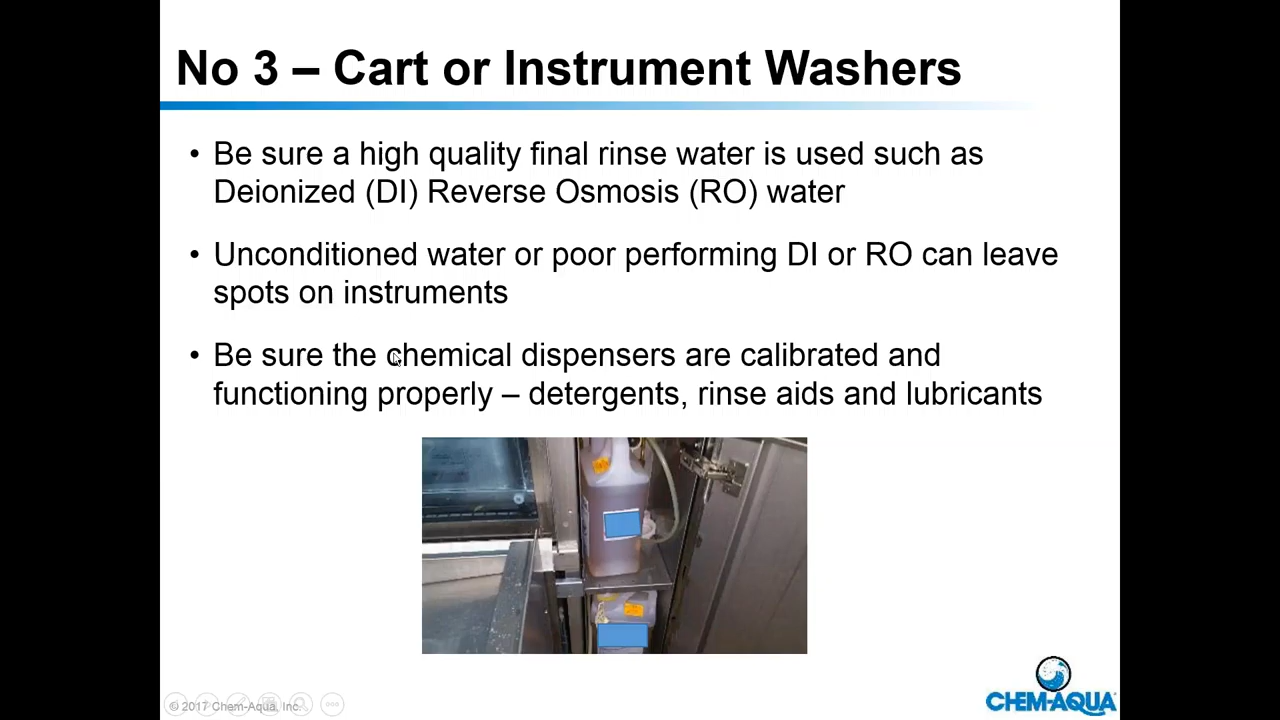 No 3 – Cart or Instrument Washers
• Be sure a high quality final rinse water is used such as
Deionized (DI) Reverse Osmosis (RO) water
• Unconditioned water or poor performing DI or RO can leave
spots on instruments
• Be sure the chemical dispensers are calibrated and
functioning properly – detergents, rinse aids and lubricants
© 2017 Chem-Aqua, Inc.
CHEM-AQUA